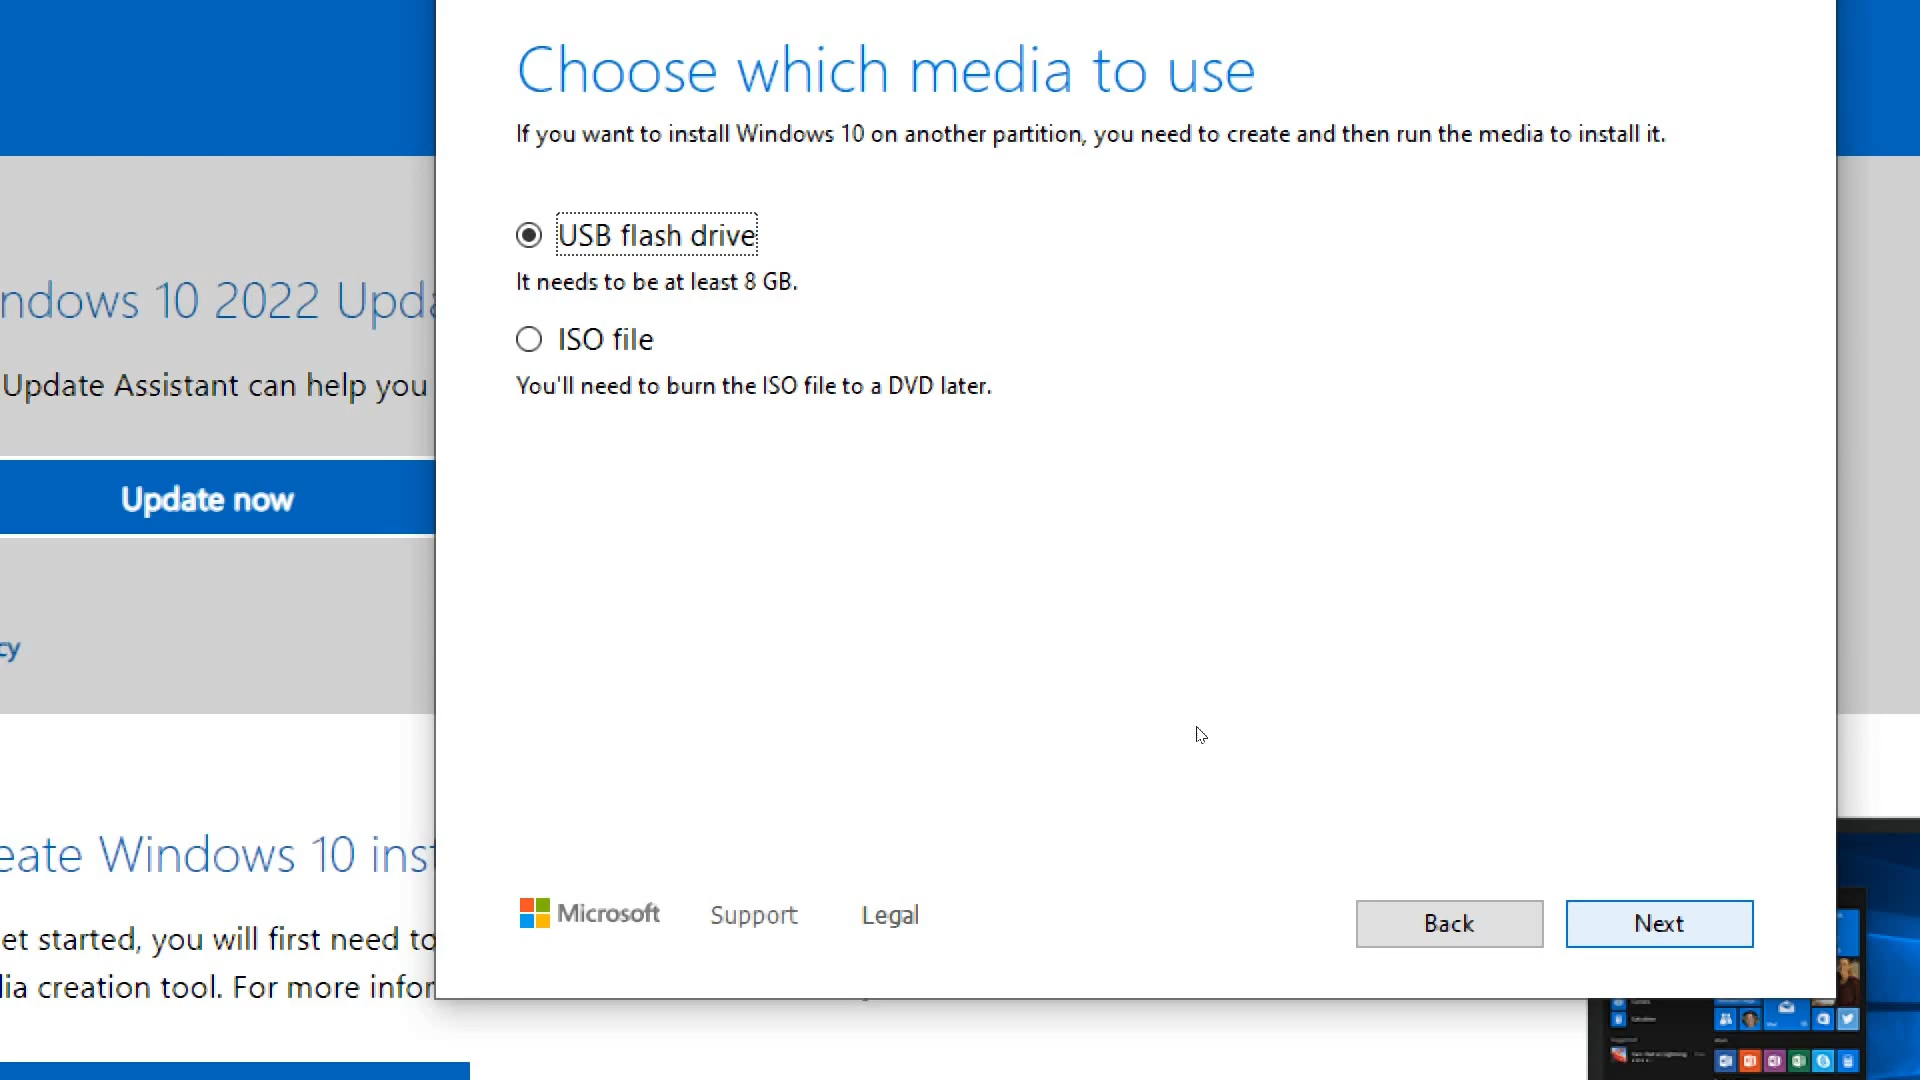 Choose which media to use
If you want to install Windows 10 on another partition, you need to create and then run the media to install it.
USB flash drive
It needs to be at least 8 GB.
ISO file
You'll need to burn the ISO file to a DVD later.
Microsoft
Support
Legal
Back
Next
ndows 10 2022 Upda
Update Assistant can help you
Update now
cy
eate Windows 10 inst
et started, you will first need to
dia creation tool. For more infor